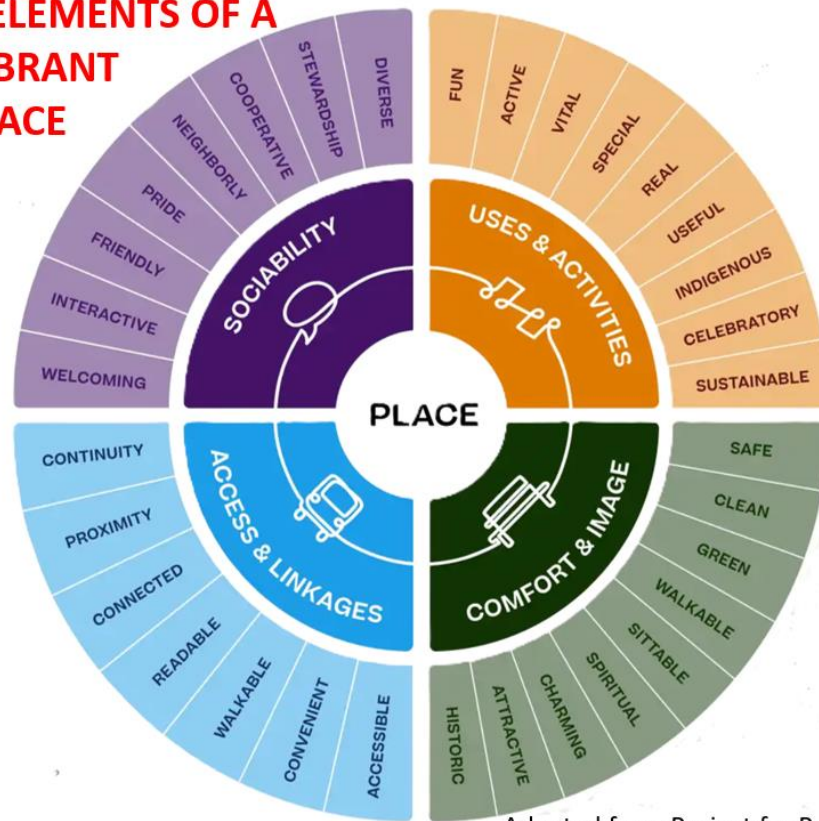 ELEMENTS OF A
BRANT
ACE
DIVERSE
STEWARDSHIP
COOPERATIVE
NEIGHBORLY
PRIDE
FRIENDLY
INTERACTIVE
WELCOMING
SOCIABILITY
FUN
ACTIVE
VITAL
SPECIAL
REAL
USEFUL
INDIGENOUS
CELEBRATORY
SUSTAINABLE
USES & ACTIVITIES
PLACE
CONTINUITY
PROXIMITY
CONNECTED
READABLE
WALKABLE
CONVENIENT
ACCESSIBLE
ACCESS & LINKAGES
SAFE
CLEAN
GREEN
WALKABLE
SITTABLE
SPIRITUAL
CHARMING
ATTRACTIVE
HISTORIC
COMFORT & IMAGE